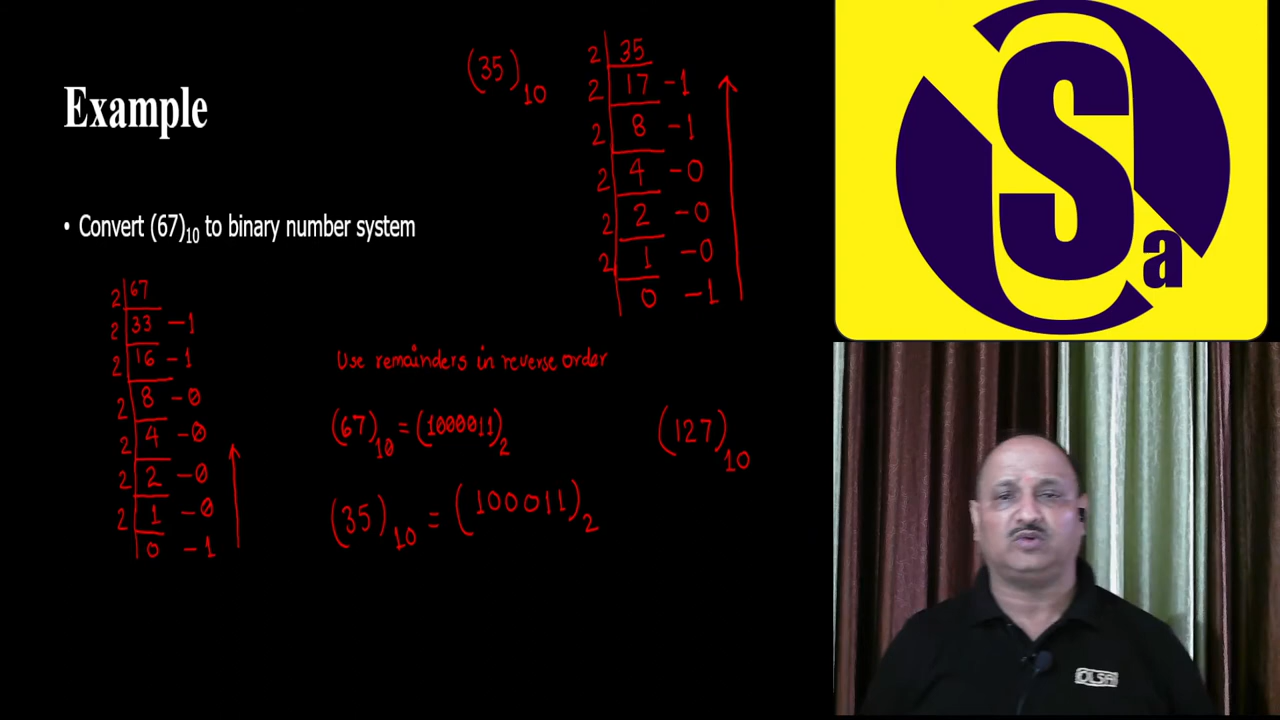 Example
• Convert (67)10 to binary number system
2 67
2 33 –1
2 16 –1
2 8 –0
2 4 –0
2 2 –0
2 1 –0
0 –1
(35)10
2 35
2 17 –1
2 8 –1
2 4 –0
2 2 –0
2 1 –0
0 –1
Use remainders in reverse order
(67)10 = (1000011)2
(35)10 = (100011)2
(127)10
Sa
OLSA